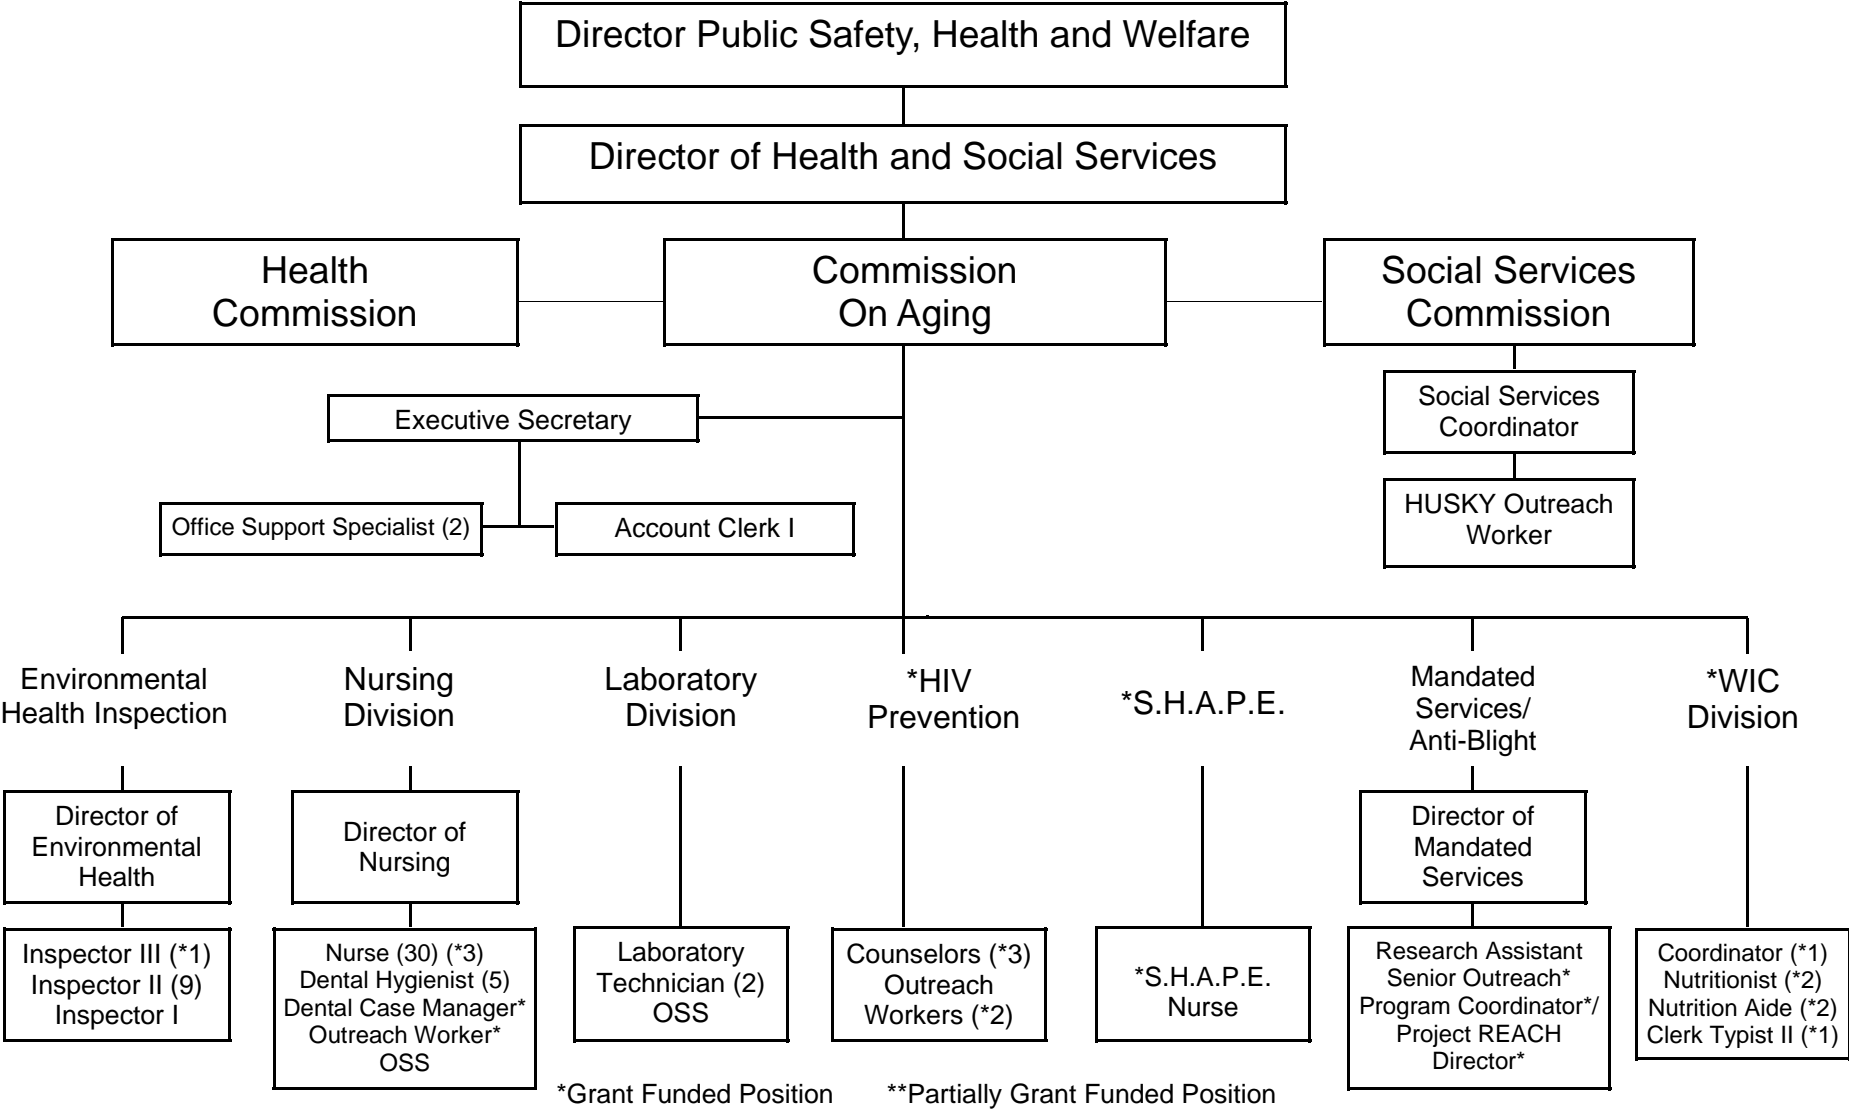 Director Public Safety, Health and Welfare
Director of Health and Social Services
Health
Commission
Commission
On Aging
Social Services
Commission
Executive Secretary
Social Services
Coordinator
Office Support Specialist (2)
Account Clerk I
HUSKY Outreach
Worker
Environmental
Health Inspection
Nursing
Division
Laboratory
Division
*HIV
Prevention
*S.H.A.P.E.
Mandated
Services/
Anti-Blight
*WIC
Division
Director of
Environmental
Health
Director of
Nursing
Director of
Mandated
Services
Inspector III (*1)
Inspector II (9)
Inspector I
Nurse (30) (*3)
Dental Hygienist (5)
Dental Case Manager*
Outreach Worker*
OSS
Laboratory
Technician (2)
OSS
Counselors (*3)
Outreach
Workers (*2)
*S.H.A.P.E.
Nurse
Research Assistant
Senior Outreach*
Program Coordinator*/
Project REACH
Director*
Coordinator (*1)
Nutritionist (*2)
Nutrition Aide (*2)
Clerk Typist II (*1)
*Grant Funded Position
**Partially Grant Funded Position